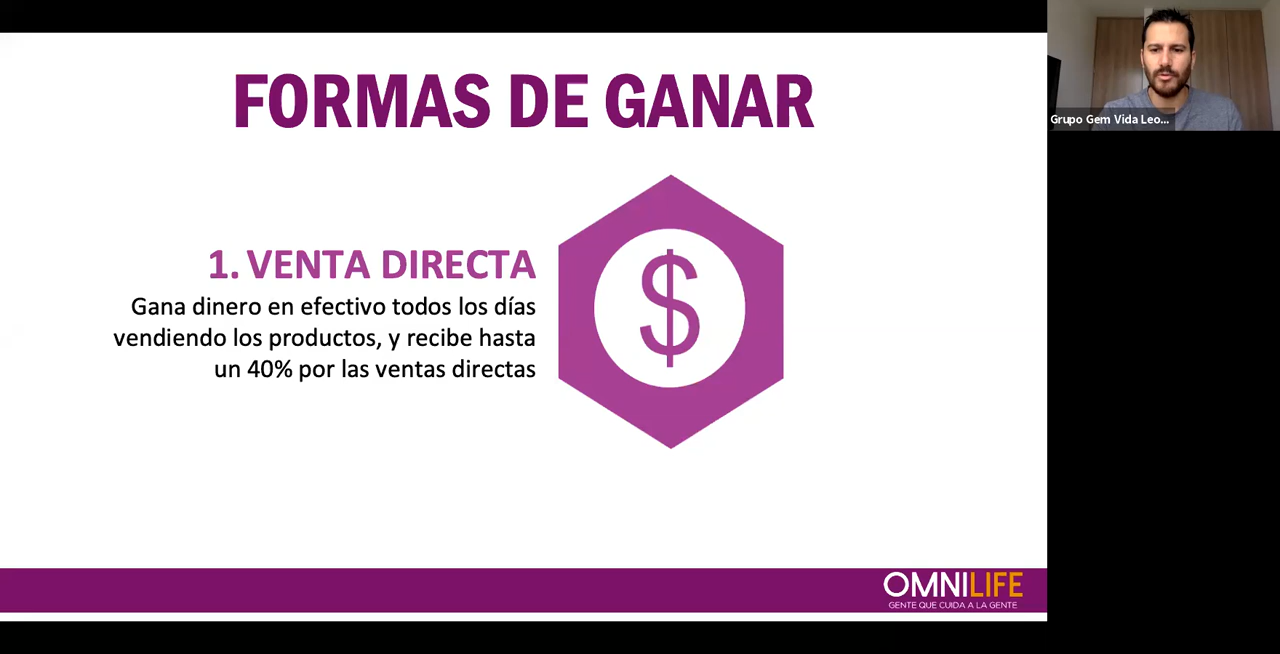 FORMAS DE GANAR
1. VENTA DIRECTA
Gana dinero en efectivo todos los días
vendiendo los productos, y recibe hasta
un 40% por las ventas directas
$
OMNILIFE
GENTE QUE CUIDA A LA GENTE
Grupo Gem Vida Leo...